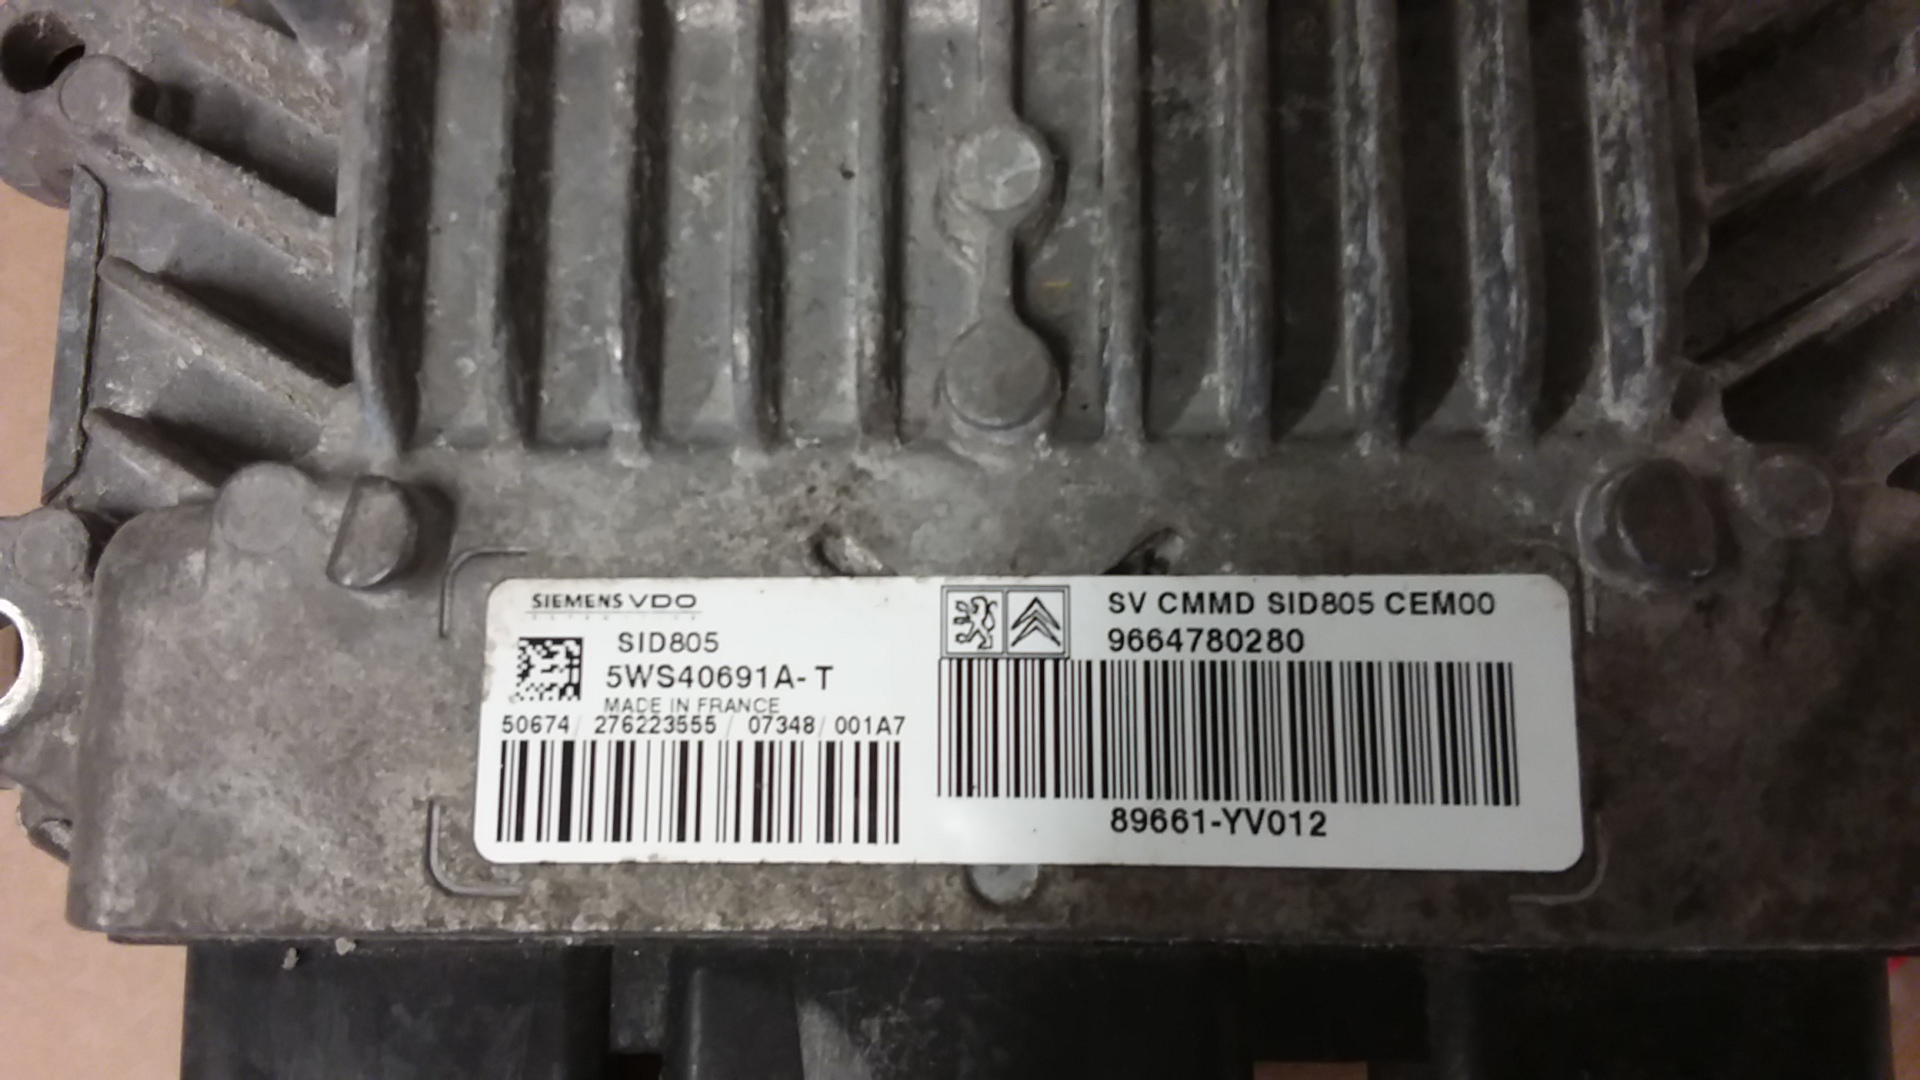 SIEMENS VDO
SID805
5WS40691A-T
MADE IN FRANCE
50674 / 276223555 / 07348 / 001A7
SV CMMD SID805 CEM00
9664780280
89661-YV012